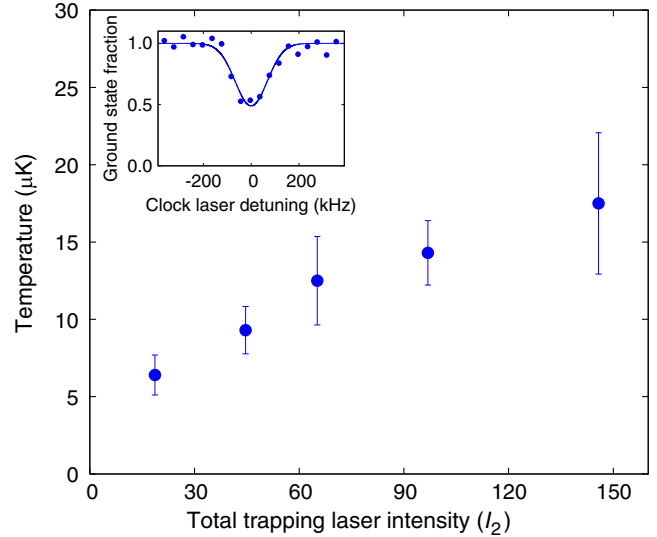 30
25
20
15
10
5
0
Temperature (μK)
0 30 60 90 120 150
Total trapping laser intensity (I2)
1.0
0.5
0.0
Ground state fraction
-200 0 200
Clock laser detuning (kHz)